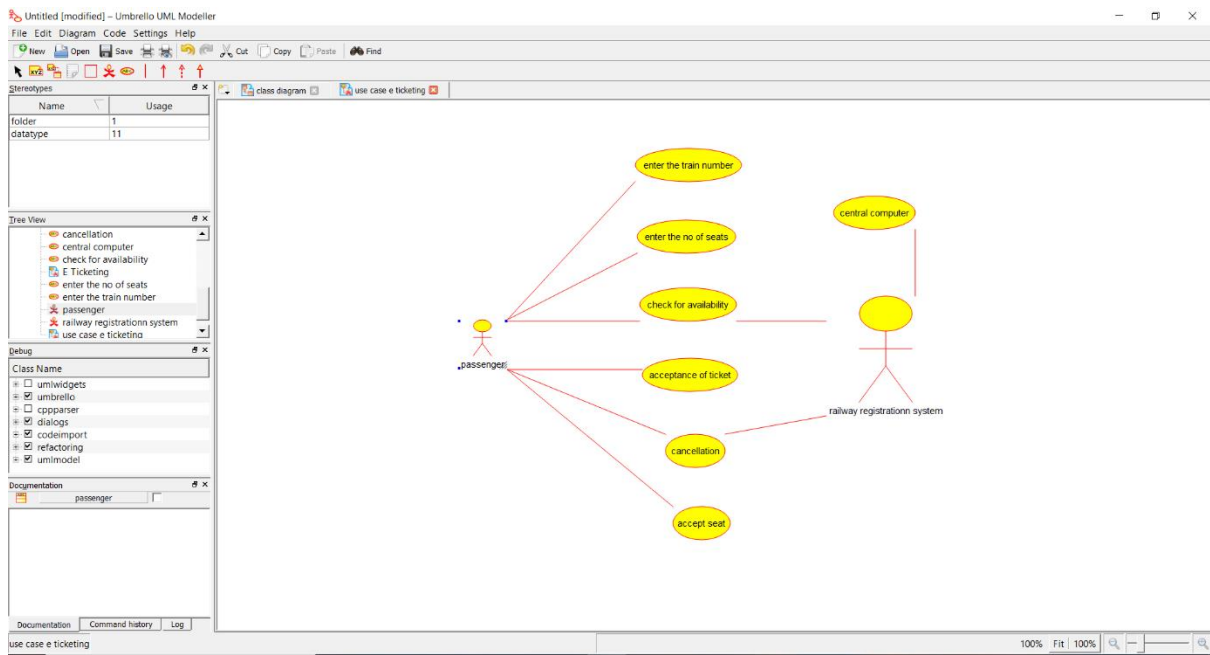 Untitled [modified] – Umbrello UML Modeller
File Edit Diagram Code Settings Help
New Open Save Cut Copy Paste Find
XYZ
Stereotypes
class diagram use case e ticketing
Name Usage
folder 1
datatype 11
Tree View
cancellation
central computer
check for availability
E Ticketing
enter the no of seats
enter the train number
passenger
railway registrationn system
use case e ticketing
Debug
Class Name
umlwidgets
umbrello
cppparser
dialogs
codeimport
refactoring
umlmodel
Documentation
passenger
Documentation Command history Log
enter the train number
central computer
enter the no of seats
check for availability
passenger
acceptance of ticket
railway registrationn system
cancellation
accept seat
use case e ticketing
100% Fit 100%